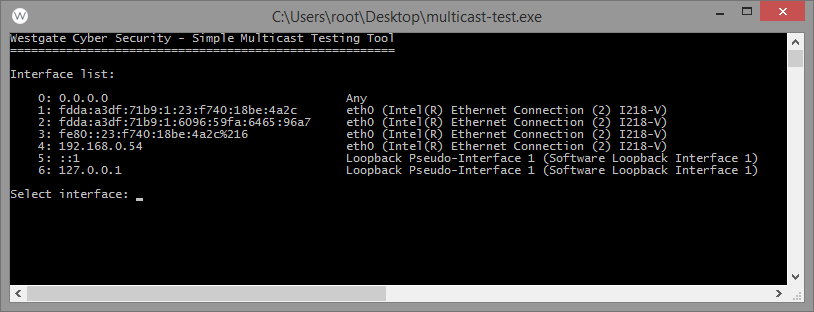 W
C:\Users\root\Desktop\multicast-test.exe
Westgate Cyber Security - Simple Multicast Testing Tool
=======================================================
Interface list:
0: 0.0.0.0 Any
1: fdda:a3df:71b9:1:23:f740:18be:4a2c eth0 (Intel(R) Ethernet Connection (2) I218-V)
2: fdda:a3df:71b9:1:6096:59fa:6465:96a7 eth0 (Intel(R) Ethernet Connection (2) I218-V)
3: fe80::23:f740:18be:4a2c%216 eth0 (Intel(R) Ethernet Connection (2) I218-V)
4: 192.168.0.54 eth0 (Intel(R) Ethernet Connection (2) I218-V)
5: ::1 Loopback Pseudo-Interface 1 (Software Loopback Interface 1)
6: 127.0.0.1 Loopback Pseudo-Interface 1 (Software Loopback Interface 1)
Select interface: _